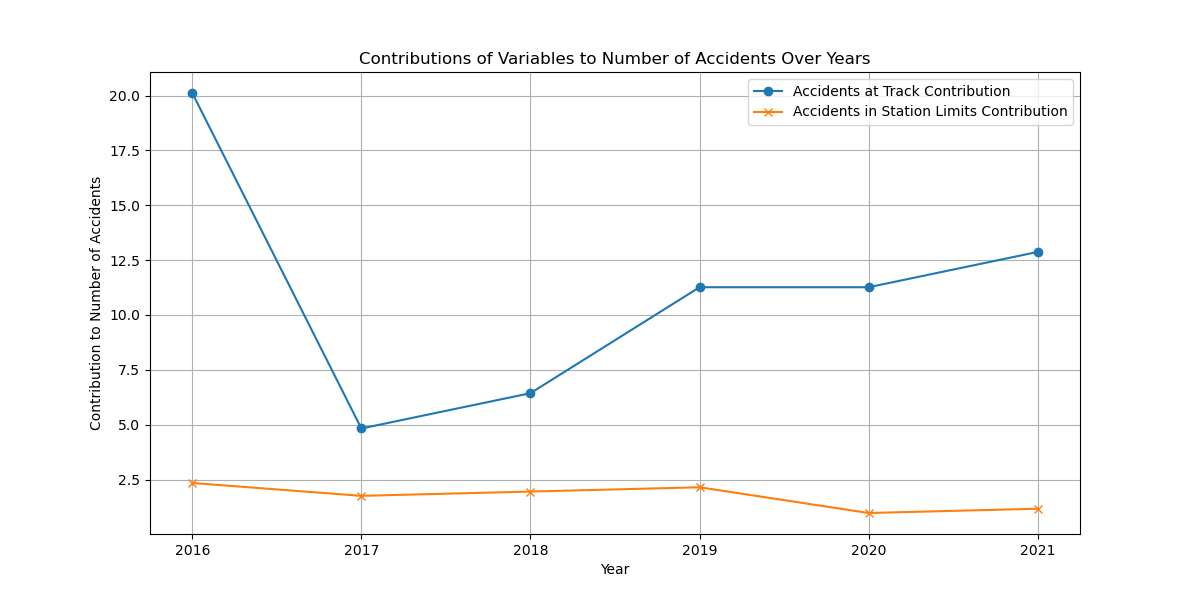 Contributions of Variables to Number of Accidents Over Years
Accidents at Track Contribution
Accidents in Station Limits Contribution
Contribution to Number of Accidents
20.0
17.5
15.0
12.5
10.0
7.5
5.0
2.5
2016 2017 2018 2019 2020 2021
Year